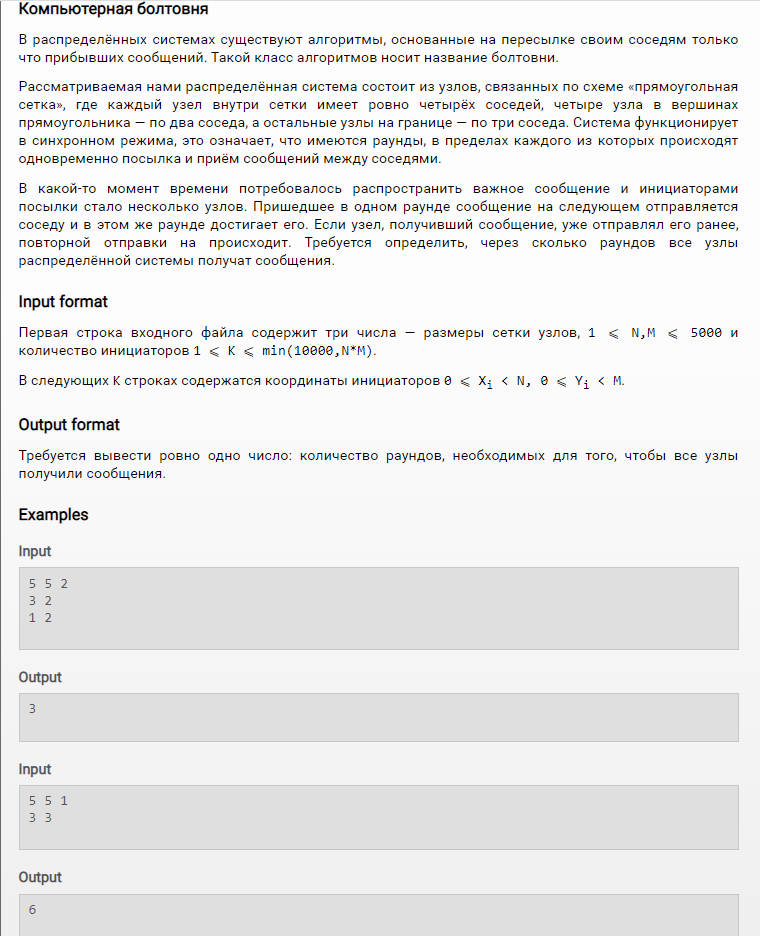 Компьютерная болтовня
В распределённых системах существуют алгоритмы, основанные на пересылке своим соседям только
что прибывших сообщений. Такой класс алгоритмов носит название болтовни.
Рассматриваемая нами распределённая система состоит из узлов, связанных по схеме «прямоугольная
сетка», где каждый узел внутри сетки имеет ровно четырёх соседей, четыре узла в вершинах
прямоугольника — по два соседа, а остальные узлы на границе — по три соседа. Система функционирует
в синхронном режима, это означает, что имеются раунды, в пределах каждого из которых происходят
одновременно посылка и приём сообщений между соседями.
В какой-то момент времени потребовалось распространить важное сообщение и инициаторами
посылки стало несколько узлов. Пришедшее в одном раунде сообщение на следующем отправляется
соседу и в этом же раунде достигает его. Если узел, получивший сообщение, уже отправлял его ранее,
повторной отправки на происходит. Требуется определить, через сколько раундов все узлы
распределённой системы получат сообщения.
Input format
Первая строка входного файла содержит три числа — размеры сетки узлов, 1 ⩽ N,M ⩽ 5000 и
количество инициаторов 1 ⩽ K ⩽ min(10000,N*M).
В следующих K строках содержатся координаты инициаторов 0 ⩽ Xi < N, 0 ⩽ Yi < M.
Output format
Требуется вывести ровно одно число: количество раундов, необходимых для того, чтобы все узлы
получили сообщения.
Examples
Input
5 5 2
3 2
1 2
Output
3
Input
5 5 1
3 3
Output
6